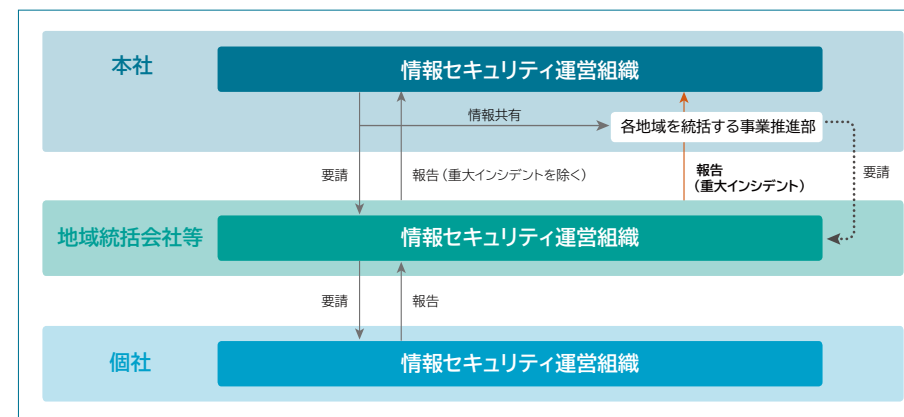 本社
情報セキュリティ運営組織
情報共有
各地域を統括する事業推進部
要請
報告（重大インシデントを除く）
報告
（重大インシデント）
要請
地域統括会社等
情報セキュリティ運営組織
要請
報告
個社
情報セキュリティ運営組織